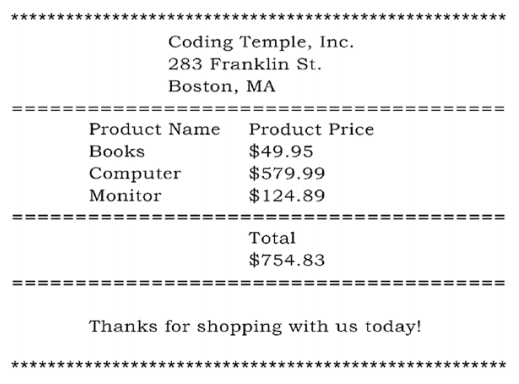 ******************************************************
Coding Temple, Inc.
283 Franklin St.
Boston, MA
========================================
Product Name Product Price
Books $49.95
Computer $579.99
Monitor $124.89
========================================
Total
$754.83
========================================
Thanks for shopping with us today!
******************************************************